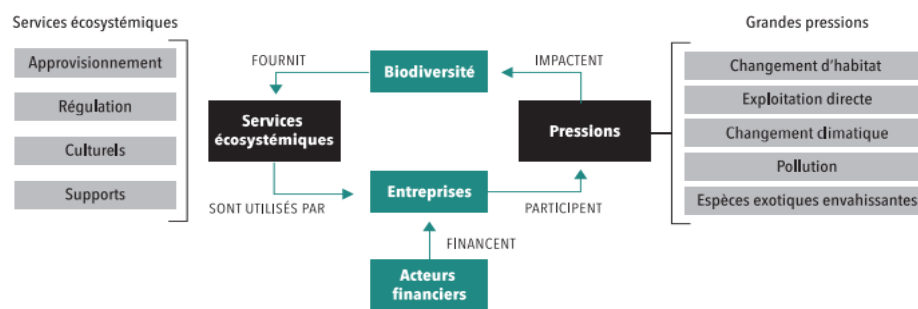 Services écosystémiques
Approvisionnement
Régulation
Culturels
Supports
FOURNIT
Biodiversité
IMPACTENT
Services
écosystémiques
Pressions
SONT UTILISÉS PAR
Entreprises
PARTICIPENT
FINANCENT
Acteurs
financiers
Grandes pressions
Changement d'habitat
Exploitation directe
Changement climatique
Pollution
Espèces exotiques envahissantes